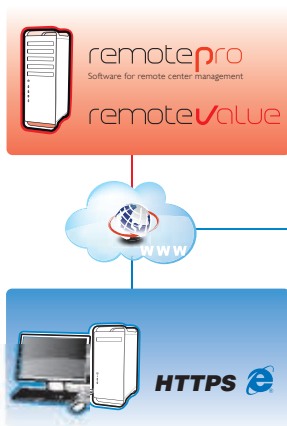 remotepro
Software for remote center management
remotevalue
WWW
HTTPS